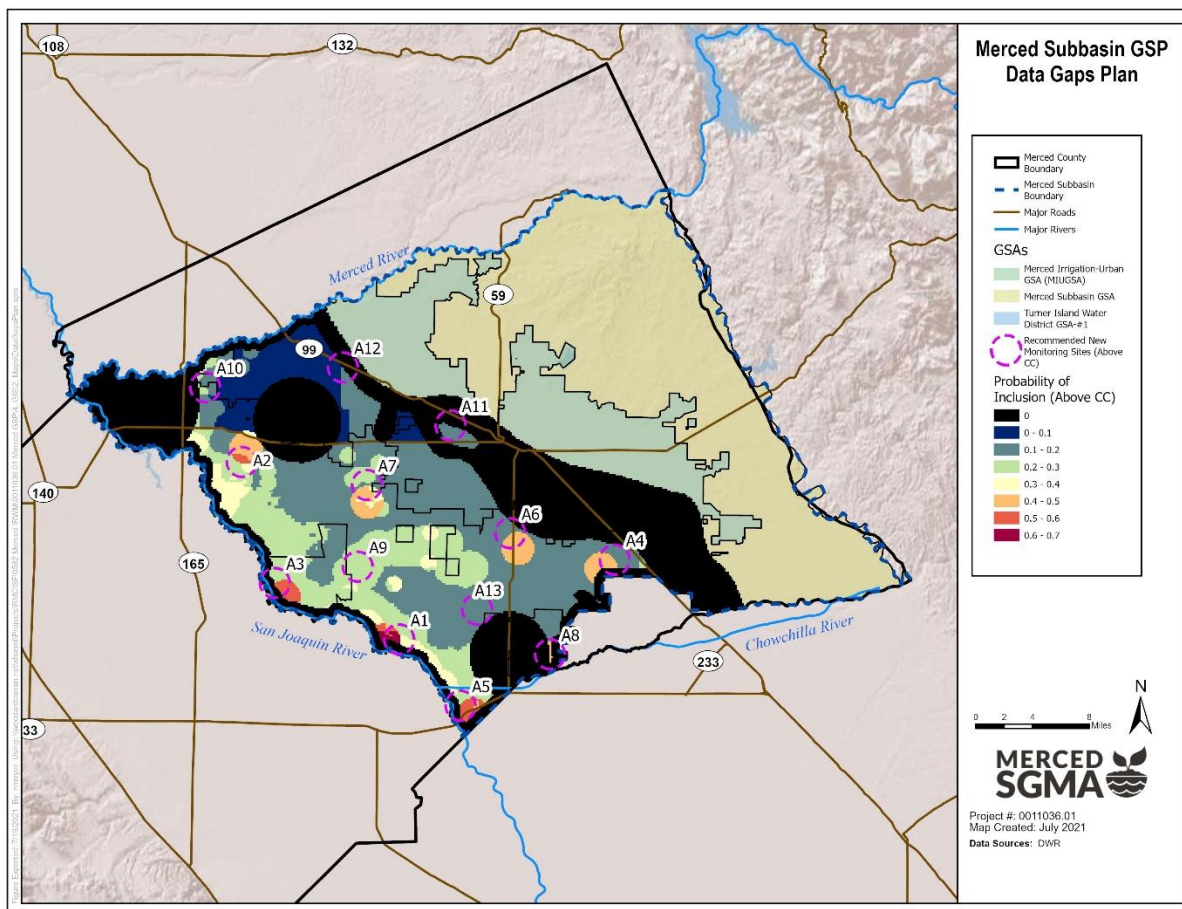 Merced Subbasin GSP
Data Gaps Plan
Merced County
Boundary
Merced Subbasin
Boundary
Major Roads
Major Rivers
GSAs
Merced Irrigation-Urban
GSA (MIUGSA)
Merced Subbasin GSA
Turner Island Water
District GSA-#1
Recommended New
Monitoring Sites (Above
CC)
Probability of
Inclusion (Above CC)
0
0 - 0.1
0.1 - 0.2
0.2 - 0.3
0.3 - 0.4
0.4 - 0.5
0.5 - 0.6
0.6 - 0.7
N
0 2 4 8
Miles
MERCED
SGMA
Project #: 0011036.01
Map Created: July 2021
Data Sources: DWR
108
132
Merced River
59
99
A12
A10
A11
A2
A7
140
A6
A4
165
A9
A3
A13
A1
San Joaquin River
A8
Chowchilla River
233
A5
33